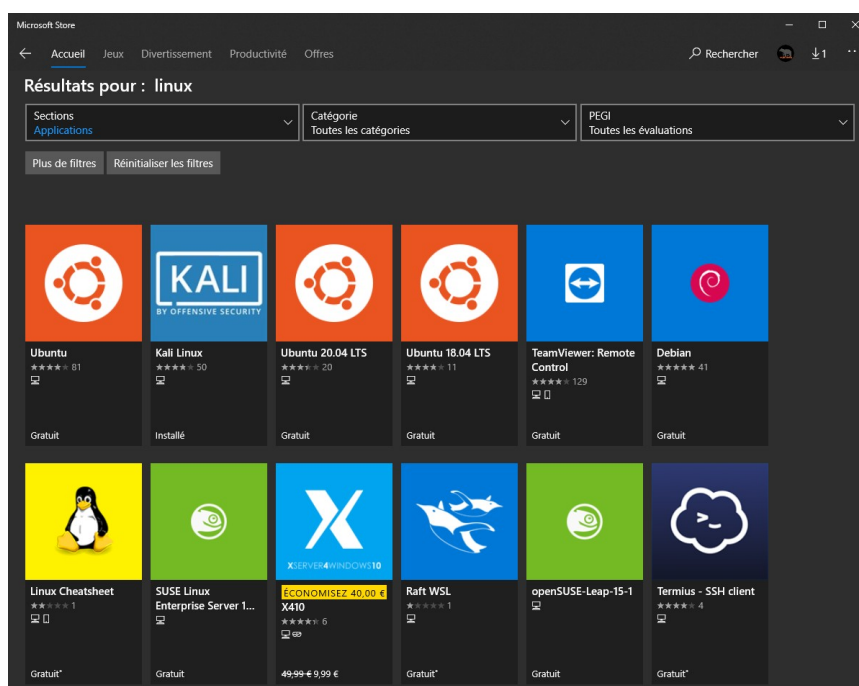 Microsoft Store
Accueil Jeux Divertissement Productivité Offres Rechercher 1
Résultats pour : linux
Sections
Applications
Catégorie
Toutes les catégories
PEGI
Toutes les évaluations
Plus de filtres Réinitialiser les filtres
KALI
BY OFFENSIVE SECURITY
Ubuntu
81
Gratuit
Kali Linux
50
Installé
Ubuntu 20.04 LTS
20
Gratuit
Ubuntu 18.04 LTS
11
Gratuit
TeamViewer: Remote
Control
129
Gratuit
Debian
41
Gratuit
Linux Cheatsheet
1
Gratuit*
SUSE Linux
Enterprise Server 1...
Gratuit
X
XSERVER4WINDOWS10
ÉCONOMISEZ 40,00 €
X410
6
49,99 € 9,99 €
Raft WSL
1
Gratuit*
openSUSE-Leap-15-1
Gratuit
>_
Termius - SSH client
4
Gratuit*